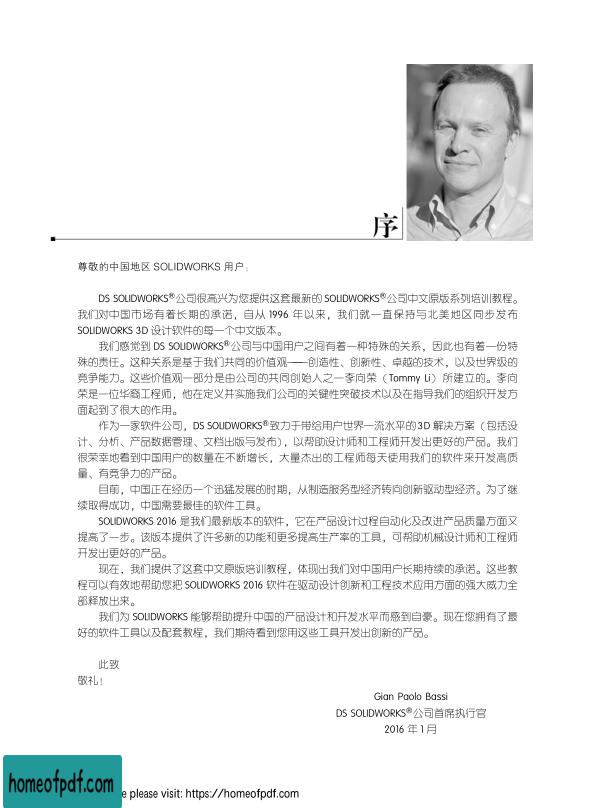 序
尊敬的中国地区 SOLIDWORKS 用户：
DS SOLIDWORKS®公司很高兴为您提供这套最新的 SOLIDWORKS®公司中文原版系列培训教程。
我们对中国市场有着长期的承诺，自从 1996 年以来，我们就一直保持与北美地区同步发布
SOLIDWORKS 3D 设计软件的每一个中文版本。
我们感觉到 DS SOLIDWORKS®公司与中国用户之间有着一种特殊的关系，因此也有着一份特
殊的责任。这种关系是基于我们共同的价值观——创造性、创新性、卓越的技术，以及世界级的
竞争能力。这些价值观一部分是由公司的共同创始人之一李向荣（Tommy Li）所建立的。李向
荣是一位华裔工程师，他在定义并实施我们公司的关键性突破技术以及在指导我们的组织开发方
面起到了很大的作用。
作为一家软件公司，DS SOLIDWORKS®致力于带给用户世界一流水平的 3D 解决方案（包括设
计、分析、产品数据管理、文档出版与发布），以帮助设计师和工程师开发出更好的产品。我们
很荣幸地看到中国用户的数量在不断增长，大量杰出的工程师每天使用我们的软件来开发高质
量、有竞争力的产品。
目前，中国正在经历一个迅猛发展的时期，从制造服务型经济转向创新驱动型经济。为了继
续取得成功，中国需要最佳的软件工具。
SOLIDWORKS 2016 是我们最新版本的软件，它在产品设计过程自动化及改进产品质量方面又
提高了一步。该版本提供了许多新的功能和更多提高生产率的工具，可帮助机械设计师和工程师
开发出更好的产品。
现在，我们提供了这套中文原版培训教程，体现出我们对中国用户长期持续的承诺。这些教
程可以有效地帮助您把 SOLIDWORKS 2016 软件在驱动设计创新和工程技术应用方面的强大威力全
部释放出来。
我们为 SOLIDWORKS 能够帮助提升中国的产品设计和开发水平而感到自豪。现在您拥有了最
好的软件工具以及配套教程，我们期待看到您用这些工具开发出创新的产品。
此致
敬礼！
Gian Paolo Bassi
DS SOLIDWORKS®公司首席执行官
2016 年 1 月
homeofpdf.com
please visit: https://homeofpdf.com